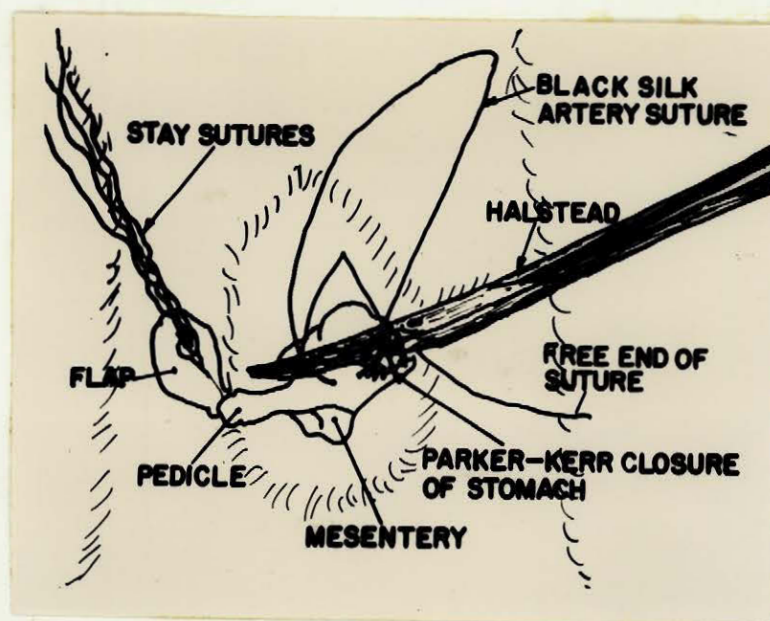 BLACK SILK
ARTERY SUTURE
STAY SUTURES
HALSTEAD
FREE END OF
SUTURE
FLAP
PEDICLE
PARKER-KERR CLOSURE
OF STOMACH
MESENTERY